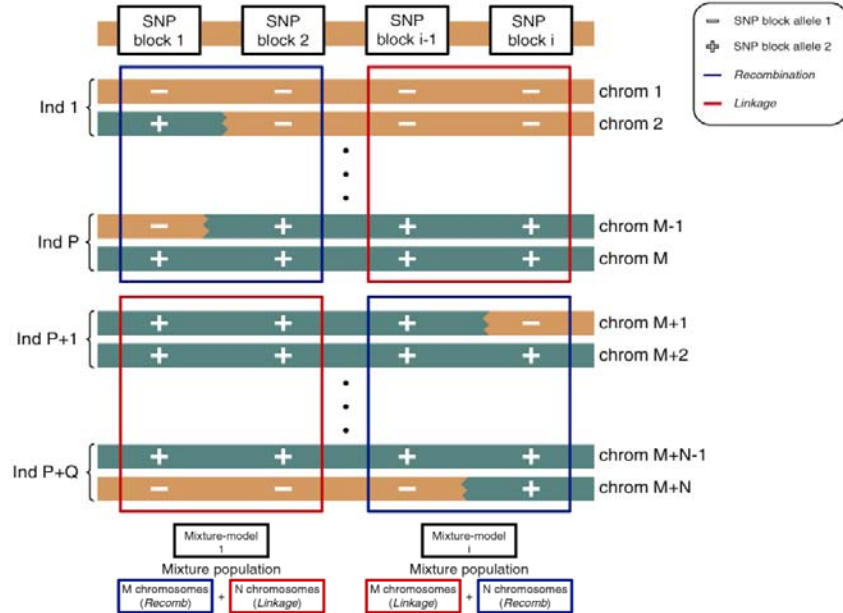 SNP block 1
SNP block 2
SNP block i-1
SNP block i
− SNP block allele 1
+ SNP block allele 2
Recombination
Linkage
Ind 1
− − − − chrom 1
+ − − − chrom 2
Ind P
− + + + chrom M-1
+ + + + chrom M
Ind P+1
+ + + − chrom M+1
+ + + + chrom M+2
Ind P+Q
+ + + + chrom M+N-1
− − − + chrom M+N
Mixture-model
1
Mixture population
M chromosomes
(Recomb)
+
N chromosomes
(Linkage)
Mixture-model
i
Mixture population
M chromosomes
(Linkage)
+
N chromosomes
(Recomb)